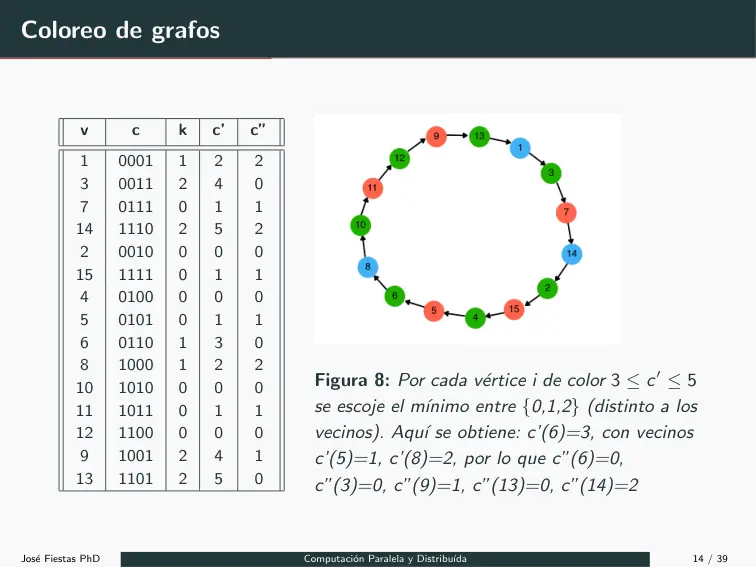 Coloreo de grafos
v c k c' c”
1 0001 1 2 2
3 0011 2 4 0
7 0111 0 1 1
14 1110 2 5 2
2 0010 0 0 0
15 1111 0 1 1
4 0100 0 0 0
5 0101 0 1 1
6 0110 1 3 0
8 1000 1 2 2
10 1010 0 0 0
11 1011 0 1 1
12 1100 0 0 0
9 1001 2 4 1
13 1101 2 5 0
9
13
1
12
3
11
7
10
14
8
2
6
5
15
4
Figura 8: Por cada vértice i de color 3 ≤ c′ ≤ 5
se escoje el mínimo entre {0,1,2} (distinto a los
vecinos). Aquí se obtiene: c'(6)=3, con vecinos
c'(5)=1, c'(8)=2, por lo que c”(6)=0,
c”(3)=0, c”(9)=1, c”(13)=0, c”(14)=2
José Fiestas PhD
Computación Paralela y Distribuída
14 / 39